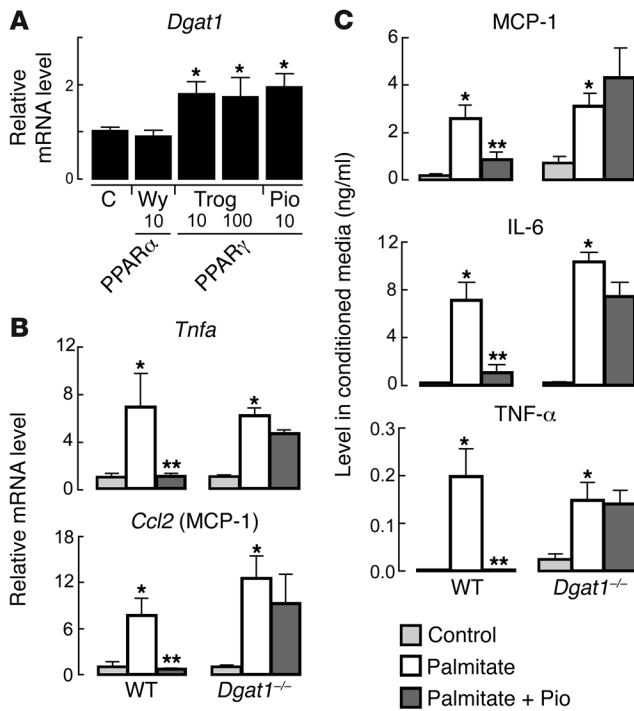 A
Dgat1
Relative
mRNA level
2
1
0
* * *
C Wy Trog Pio
10 10 100 10
PPARα PPARγ
B
Tnfa
Relative mRNA level
12
8
4
0
*
**
*
Ccl2 (MCP-1)
18
12
6
0
*
**
*
WT Dgat1–/–
C
MCP-1
Level in conditioned media (ng/ml)
6
4
2
0
*
**
*
IL-6
12
8
4
0
*
**
*
TNF-α
0.3
0.2
0.1
0.0
*
**
*
WT Dgat1–/–
Control
Palmitate
Palmitate + Pio